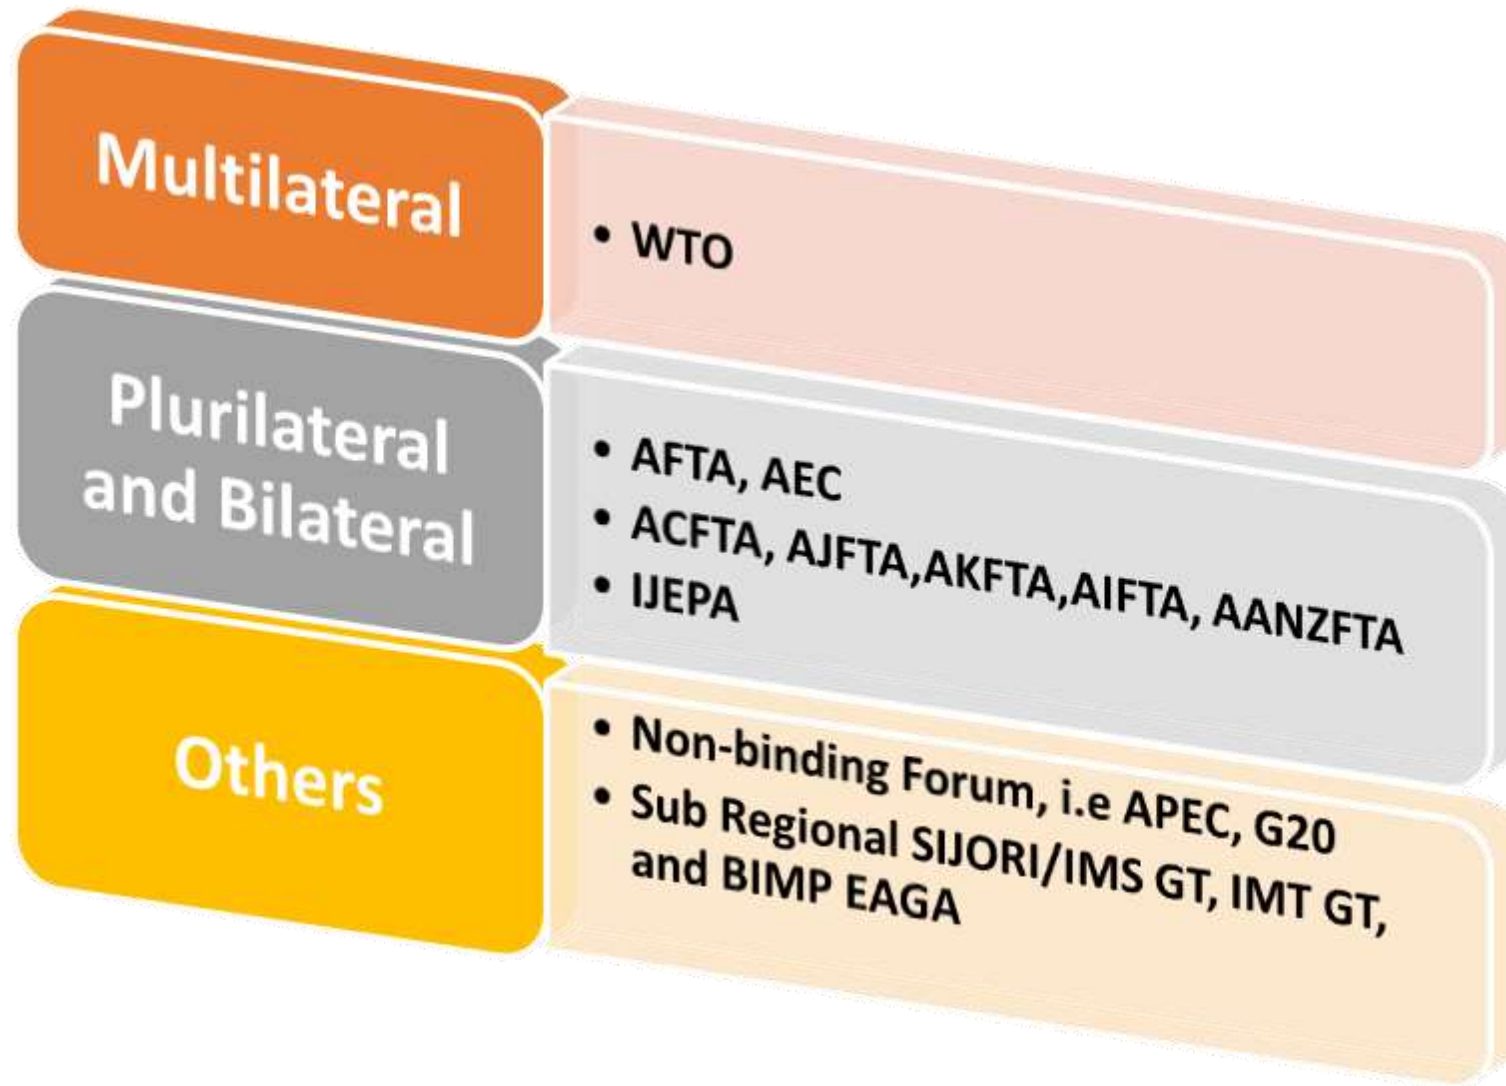 Multilateral
• WTO
Plurilateral
and Bilateral
• AFTA, AEC
• ACFTA, AJFTA,AKFTA,AIFTA, AANZFTA
• IJEPA
Others
• Non-binding Forum, i.e APEC, G20
• Sub Regional SIJORI/IMS GT, IMT GT,
and BIMP EAGA